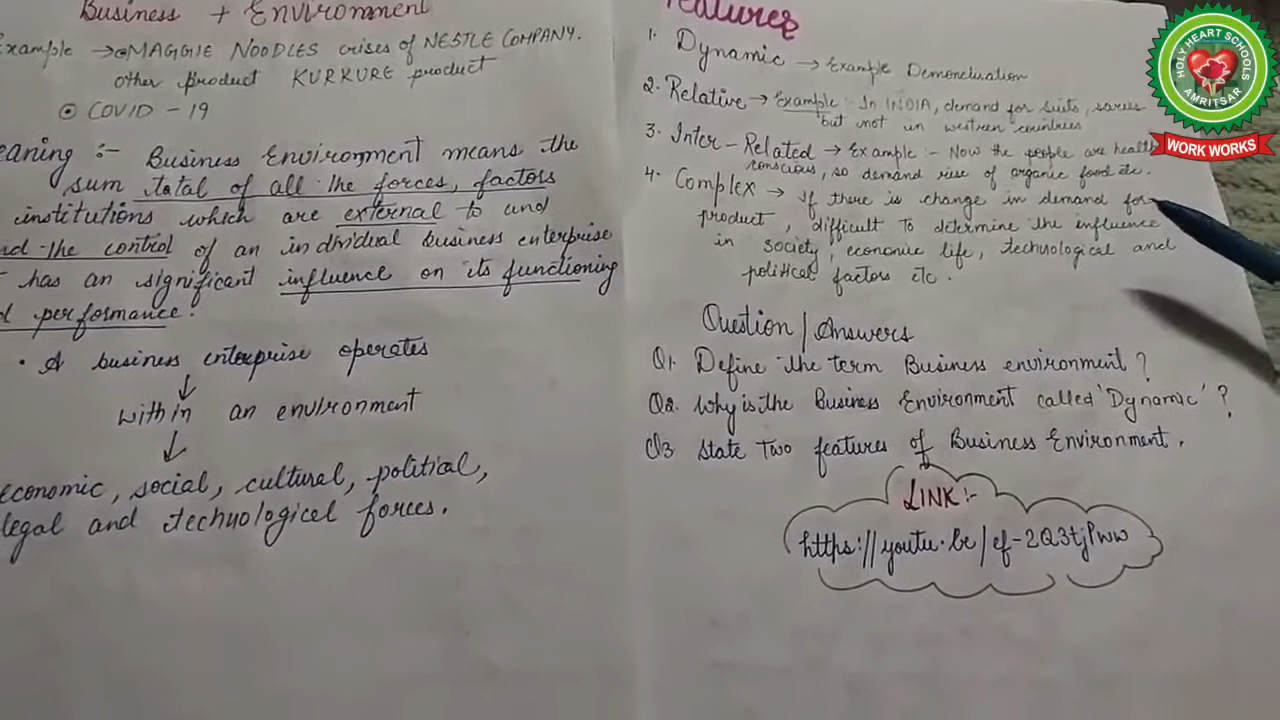 Business + Environment
Example → MAGGIE NOODLES crises of NESTLE COMPANY.
other Product KURKURE product
COVID - 19
eaning :- Business Environment means the
sum total of all the forces, factors
institutions which are external to and
nd the control of an indvidual business enterprise
t has an significant influence on its functioning
d performance.
• A business enterprise operates
↓
within an environment
↓
economic, social, cultural, political,
legal and technological forces.
Features
1. Dynamic → Example Demonetisation
2. Relative → Example :- In INDIA, demand for suits, sarees
but not in western countries
3. Inter-Related → Example :- Now the people are health
conscious, so demand rise of organic food etc.
4. Complex → If there is change in demand for
product, difficult to determine the influence
in society, economic life, technological and
political factors etc.
Question/Answers
Q1. Define the term Business environment?
Q2. Why is the Business Environment called 'Dynamic'?
Q3 State Two features of Business Environment.
LINK :-
https://youtu.be/ef-2Q3tjPww
HOLY HEART SCHOOLS
AMRITSAR
WORK WORKS